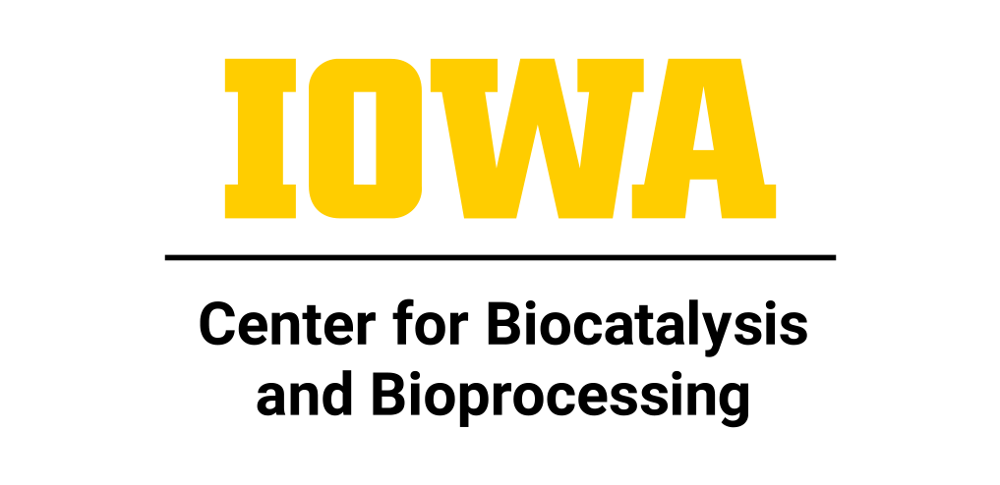 IOWA
Center for Biocatalysis
and Bioprocessing